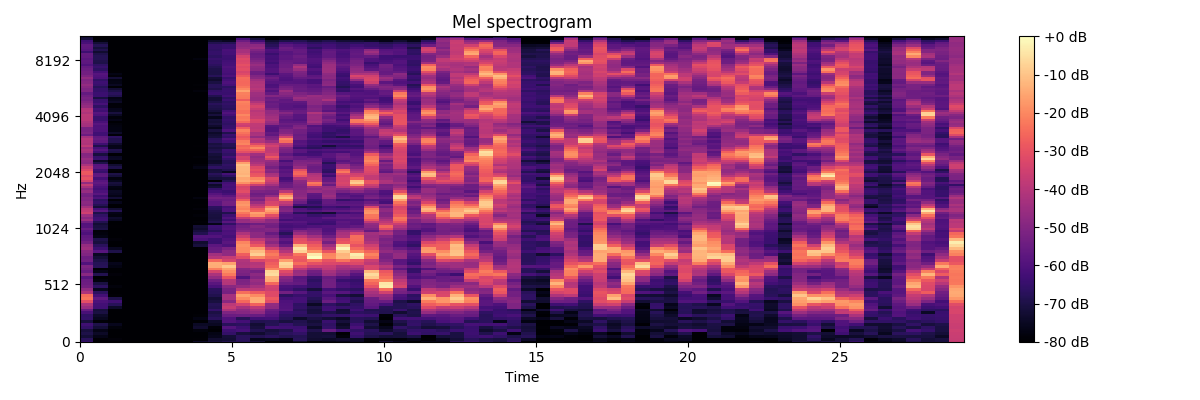 Mel spectrogram
8192
4096
2048
1024
512
0
Hz
0 5 10 15 20 25
Time
+0 dB
-10 dB
-20 dB
-30 dB
-40 dB
-50 dB
-60 dB
-70 dB
-80 dB